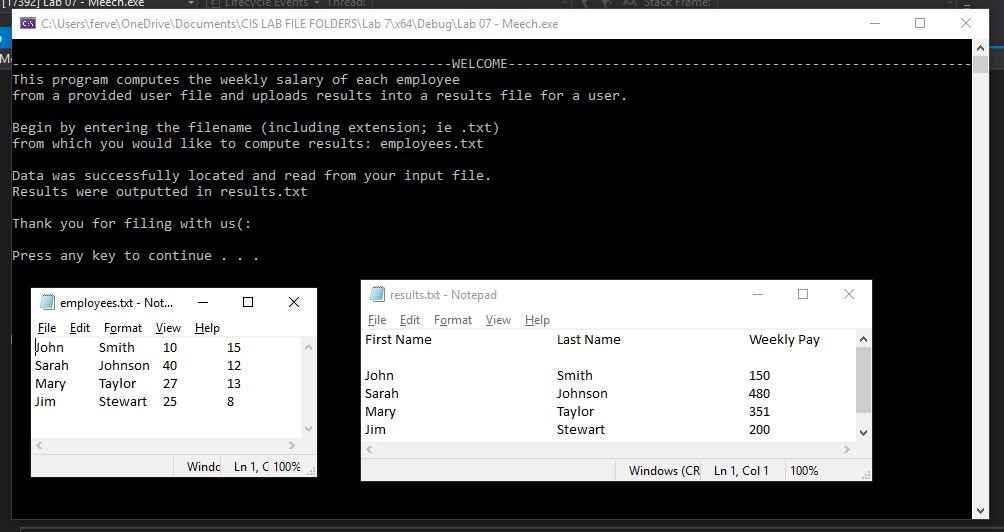 [17392] Lab 07 - Meech.exe Lifecycle Events Thread: Stack Frame:
C:\Users\ferve\OneDrive\Documents\CIS LAB FILE FOLDERS\Lab 7\x64\Debug\Lab 07 - Meech.exe
-------------------------------------------------------WELCOME----------------------------------------------------------
This program computes the weekly salary of each employee
from a provided user file and uploads results into a results file for a user.
Begin by entering the filename (including extension; ie .txt)
from which you would like to compute results: employees.txt
Data was successfully located and read from your input file.
Results were outputted in results.txt
Thank you for filing with us(:
Press any key to continue . . .
employees.txt - Not...
File Edit Format View Help
John Smith 10 15
Sarah Johnson 40 12
Mary Taylor 27 13
Jim Stewart 25 8
Ln 1, C 100%
results.txt - Notepad
File Edit Format View Help
First Name Last Name Weekly Pay
John Smith 150
Sarah Johnson 480
Mary Taylor 351
Jim Stewart 200
Windows (CR Ln 1, Col 1 100%